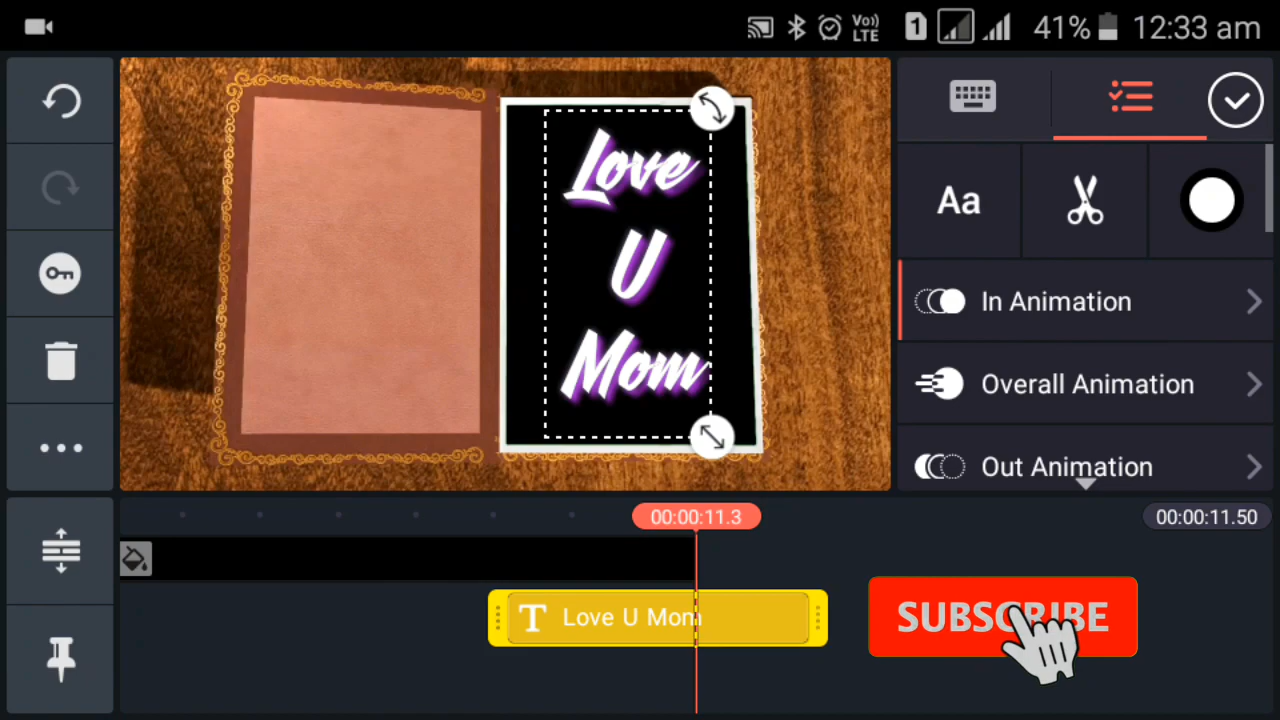 Vo))
LTE
1
41%
12:33 am
Love
U
Mom
Aa
In Animation
Overall Animation
Out Animation
00:00:11.3
00:00:11.50
T Love U Mom
SUBSCRIBE